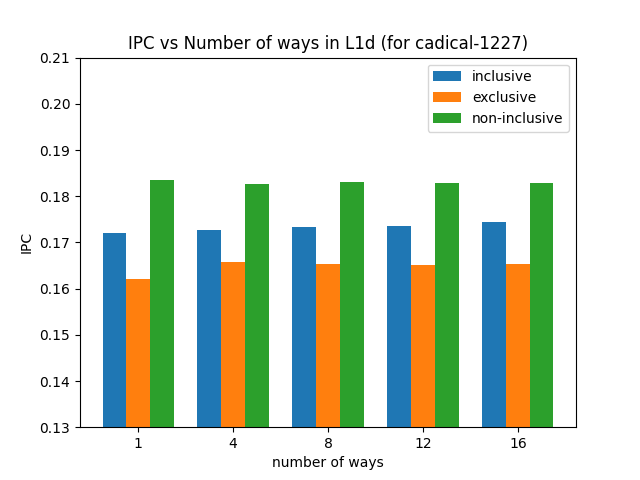 IPC vs Number of ways in L1d (for cadical-1227)
inclusive
exclusive
non-inclusive
0.21
0.20
0.19
0.18
0.17
0.16
0.15
0.14
0.13
IPC
1 4 8 12 16
number of ways